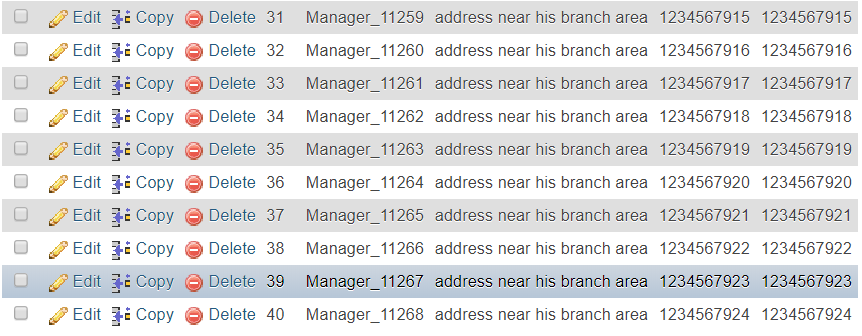 Edit Copy Delete 31 Manager_11259 address near his branch area 1234567915 1234567915
Edit Copy Delete 32 Manager_11260 address near his branch area 1234567916 1234567916
Edit Copy Delete 33 Manager_11261 address near his branch area 1234567917 1234567917
Edit Copy Delete 34 Manager_11262 address near his branch area 1234567918 1234567918
Edit Copy Delete 35 Manager_11263 address near his branch area 1234567919 1234567919
Edit Copy Delete 36 Manager_11264 address near his branch area 1234567920 1234567920
Edit Copy Delete 37 Manager_11265 address near his branch area 1234567921 1234567921
Edit Copy Delete 38 Manager_11266 address near his branch area 1234567922 1234567922
Edit Copy Delete 39 Manager_11267 address near his branch area 1234567923 1234567923
Edit Copy Delete 40 Manager_11268 address near his branch area 1234567924 1234567924